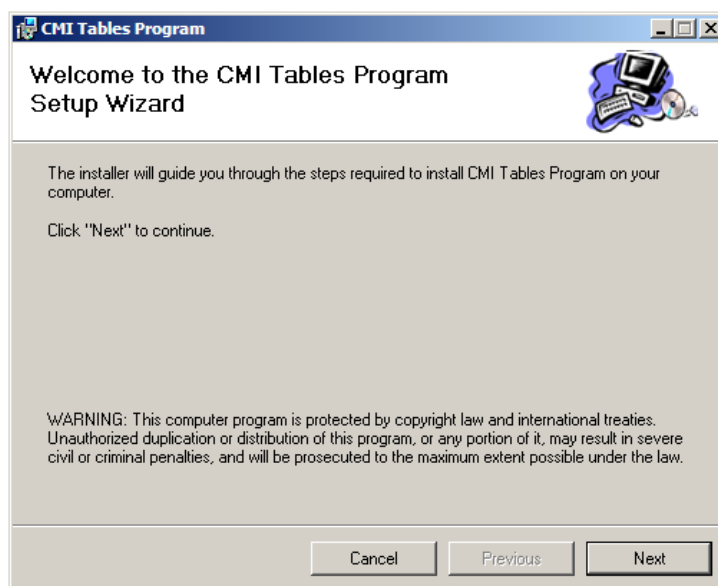 CMI Tables Program
Welcome to the CMI Tables Program
Setup Wizard
The installer will guide you through the steps required to install CMI Tables Program on your
computer.
Click "Next" to continue.
WARNING: This computer program is protected by copyright law and international treaties.
Unauthorized duplication or distribution of this program, or any portion of it, may result in severe
civil or criminal penalties, and will be prosecuted to the maximum extent possible under the law.
Cancel Previous Next